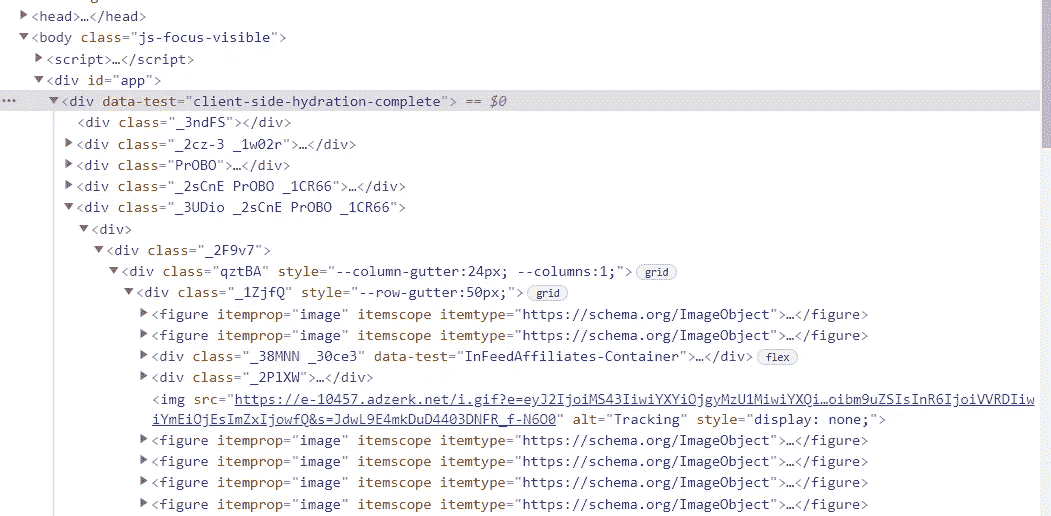 <head>…</head>
<body class="js-focus-visible">
<script>…</script>
<div id="app">
<div data-test="client-side-hydration-complete"> == $0
<div class="_3ndFS"></div>
<div class="_2cz-3 _1w02r">…</div>
<div class="PrOBO">…</div>
<div class="_2sCnE PrOBO _1CR66">…</div>
<div class="_3UDio _2sCnE PrOBO _1CR66">
<div>
<div class="_2F9v7">
<div class="qztBA" style="--column-gutter:24px; --columns:1;"> grid
<div class="_1ZjfQ" style="--row-gutter:50px;"> grid
<figure itemprop="image" itemscope itemtype="https://schema.org/ImageObject">…</figure>
<figure itemprop="image" itemscope itemtype="https://schema.org/ImageObject">…</figure>
<div class="_38MNN _30ce3" data-test="InFeedAffiliates-Container">…</div> flex
<div class="_2PlXW">…</div>
<img src="https://e-10457.adzerk.net/i.gif?e=eyJ2IjoiMS43IiwiYXYiOjgyMzU1MiwiYXQi…oibm9uZSIsInR6IjoiVVRDIiw
iYmEiOjEsImZxIjowfQ&s=JdwL9E4mkDuD4403DNFR_f-N6O0" alt="Tracking" style="display: none;">
<figure itemprop="image" itemscope itemtype="https://schema.org/ImageObject">…</figure>
<figure itemprop="image" itemscope itemtype="https://schema.org/ImageObject">…</figure>
<figure itemprop="image" itemscope itemtype="https://schema.org/ImageObject">…</figure>
<figure itemprop="image" itemscope itemtype="https://schema.org/ImageObject">…</figure>